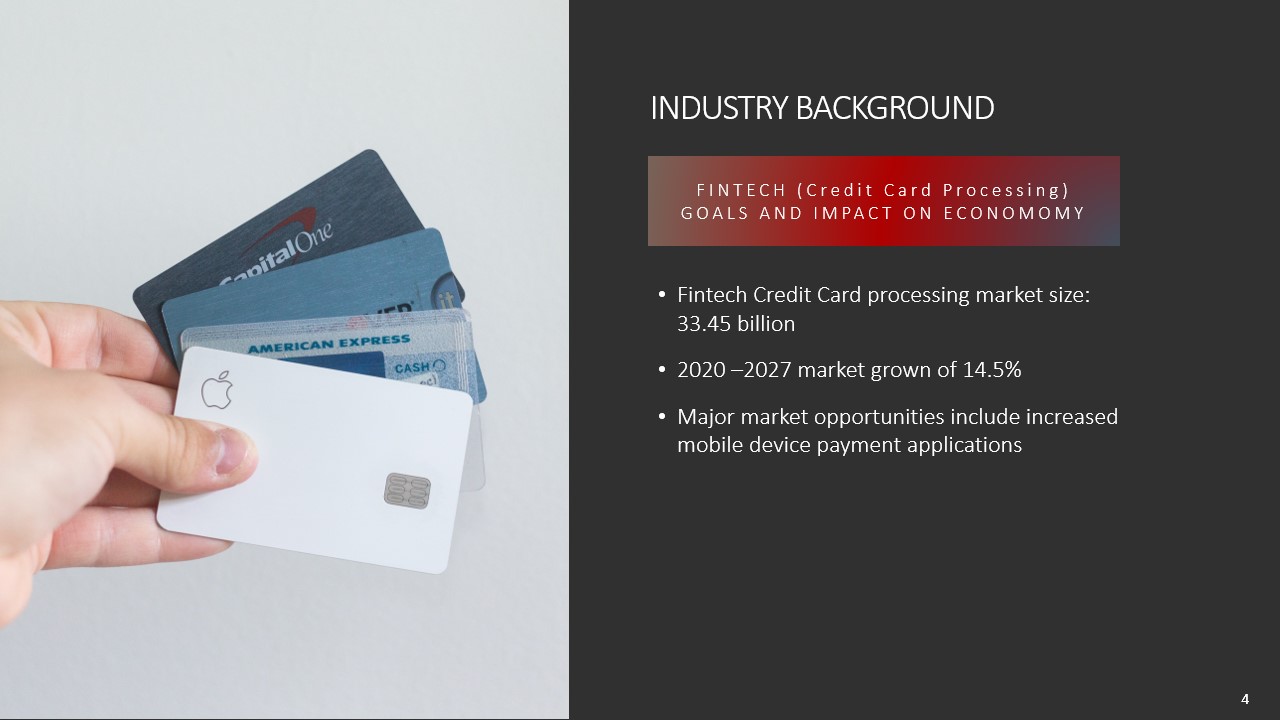 CapitalOne
AMERICAN EXPRESS
CASH
INDUSTRY BACKGROUND
FINTECH (Credit Card Processing)
GOALS AND IMPACT ON ECONOMOMY
• Fintech Credit Card processing market size:
33.45 billion
• 2020 –2027 market grown of 14.5%
• Major market opportunities include increased
mobile device payment applications
4